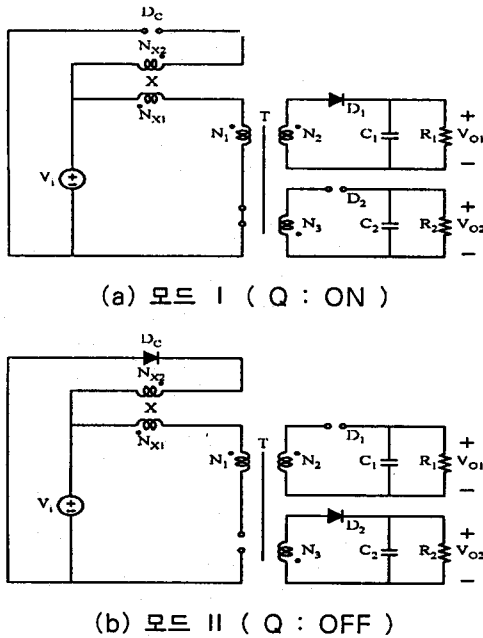 D_C
N_X2
X
N_X1
T
N_1
N_2
D_1
C_1
R_1
+
V_O1
−
V_i
D_2
N_3
C_2
R_2
+
V_O2
−
(a) 모드 I ( Q : ON )
D_C
N_X2
X
N_X1
T
N_1
N_2
D_1
C_1
R_1
+
V_O1
−
V_i
D_2
N_3
C_2
R_2
+
V_O2
−
(b) 모드 II ( Q : OFF )